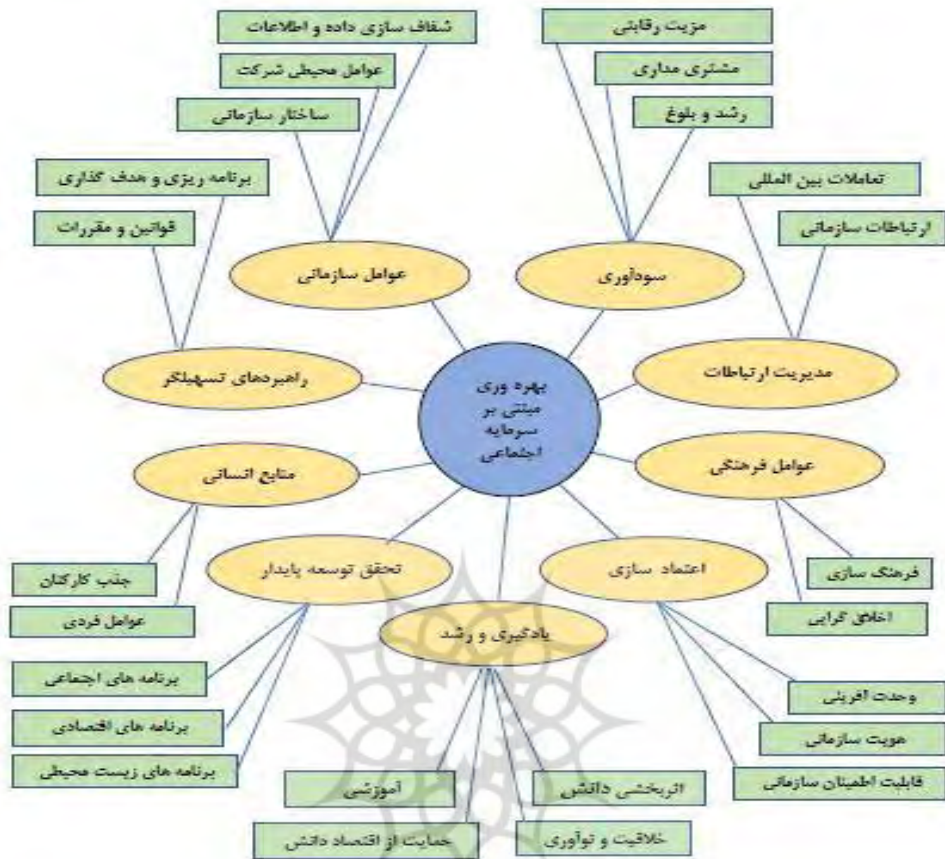 شفاف سازی داده و اطلاعات
مزیت رقابتی
عوامل محیطی شرکت
مشتری مداری
ساختار سازمانی
رشد و بلوغ
برنامه ریزی و هدف گذاری
تعاملات بین المللی
قوانین و مقررات
ارتباطات سازمانی
عوامل سازمانی
سودآوری
راهبردهای تسهیلگر
مدیریت ارتباطات
بهره وری
مبتنی بر
سرمایه
اجتماعی
منابع انسانی
عوامل فرهنگی
جذب کارکنان
عوامل فردی
تحقق توسعه پایدار
اعتماد سازی
فرهنگ سازی
اخلاق گرایی
یادگیری و رشد
برنامه های اجتماعی
برنامه های اقتصادی
برنامه های زیست محیطی
وحدت آفرینی
هویت سازمانی
قابلیت اطمینان سازمانی
آموزشی
اثربخشی دانش
حمایت از اقتصاد دانش
خلاقیت و نوآوری